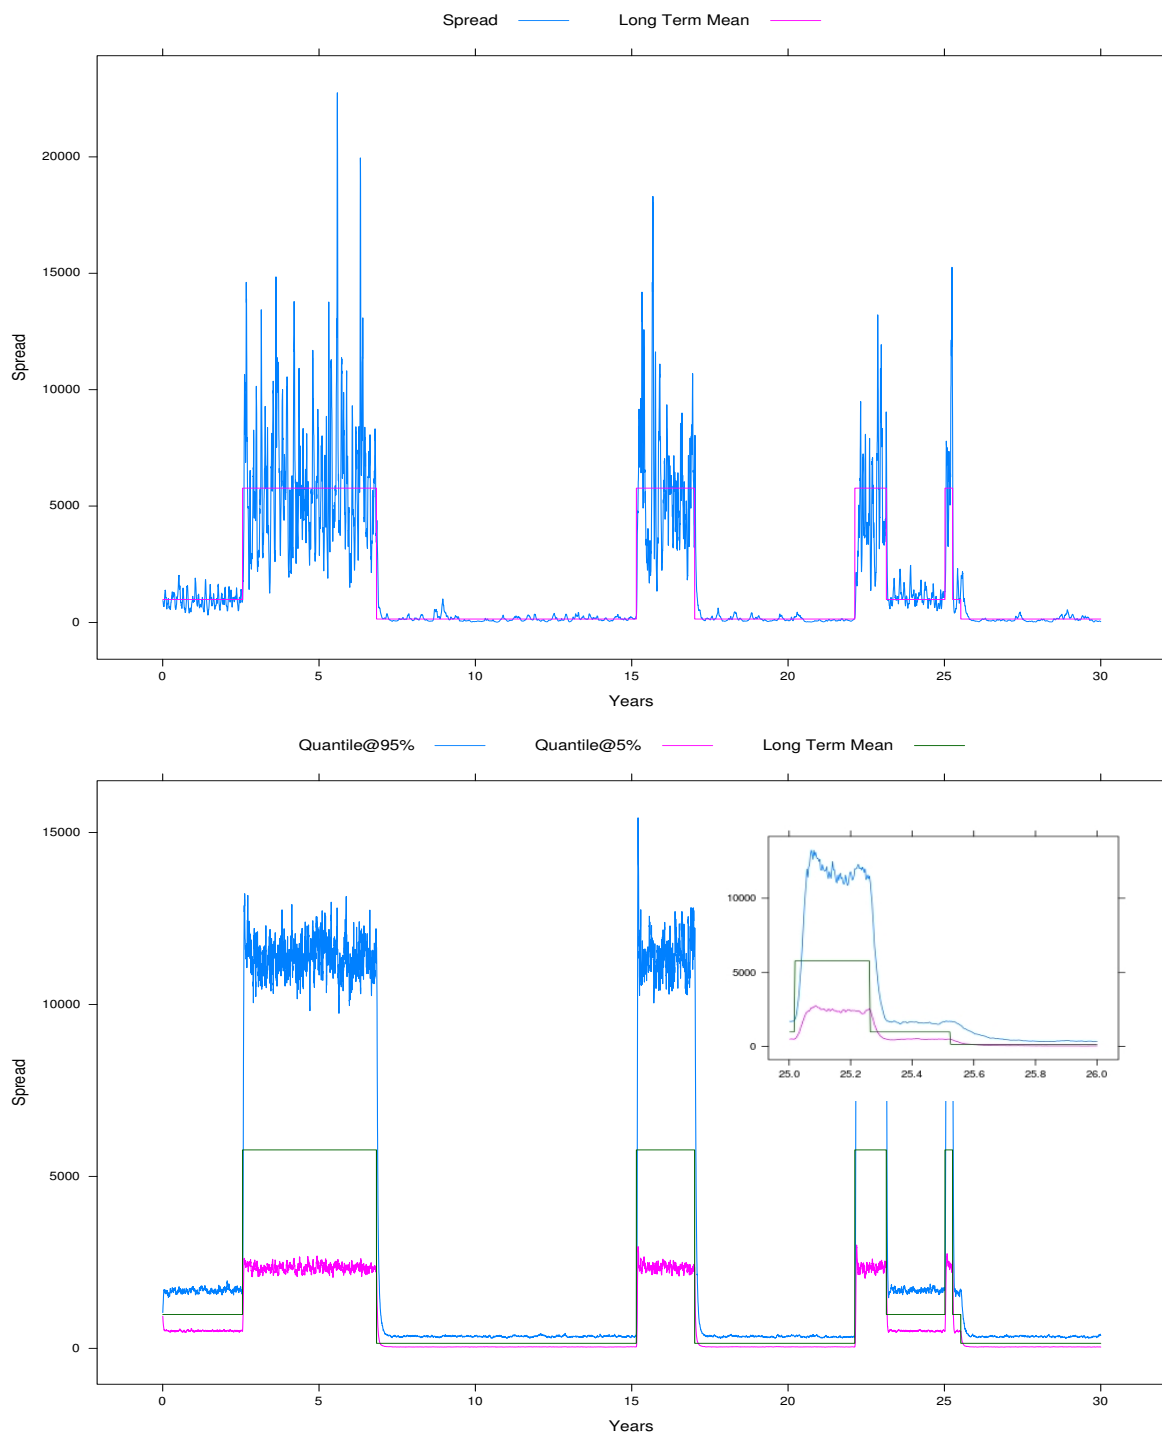 Spread Long Term Mean
20000
15000
10000
5000
0
Spread
0 5 10 15 20 25 30
Years
Quantile@95% Quantile@5% Long Term Mean
15000
10000
5000
0
Spread
10000
5000
0
25.0 25.2 25.4 25.6 25.8 26.0
0 5 10 15 20 25 30
Years